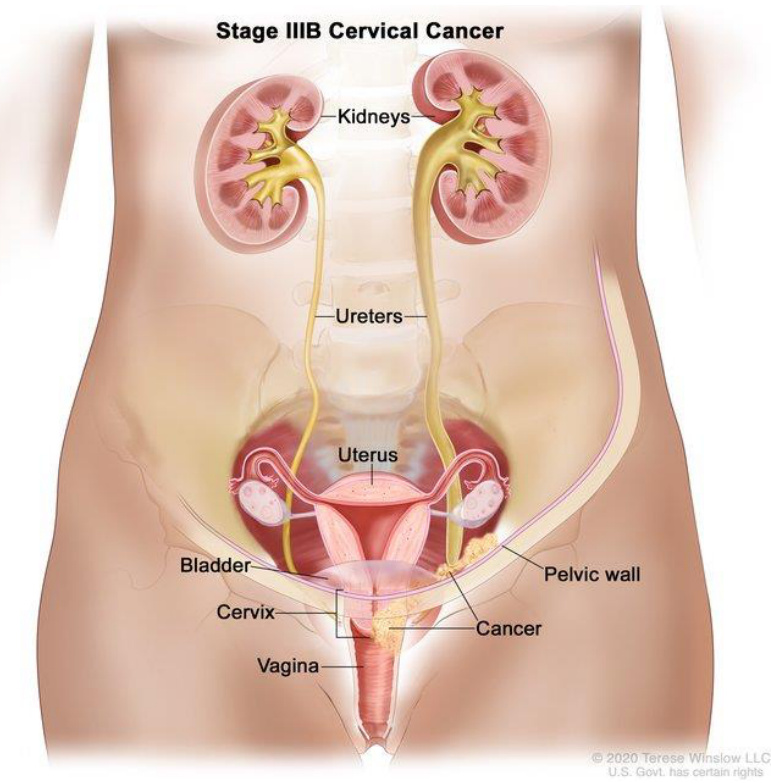 Stage IIIB Cervical Cancer
Kidneys
Ureters
Uterus
Bladder
Pelvic wall
Cervix
Cancer
Vagina
© 2020 Terese Winslow LLC
U.S. Govt. has certain rights